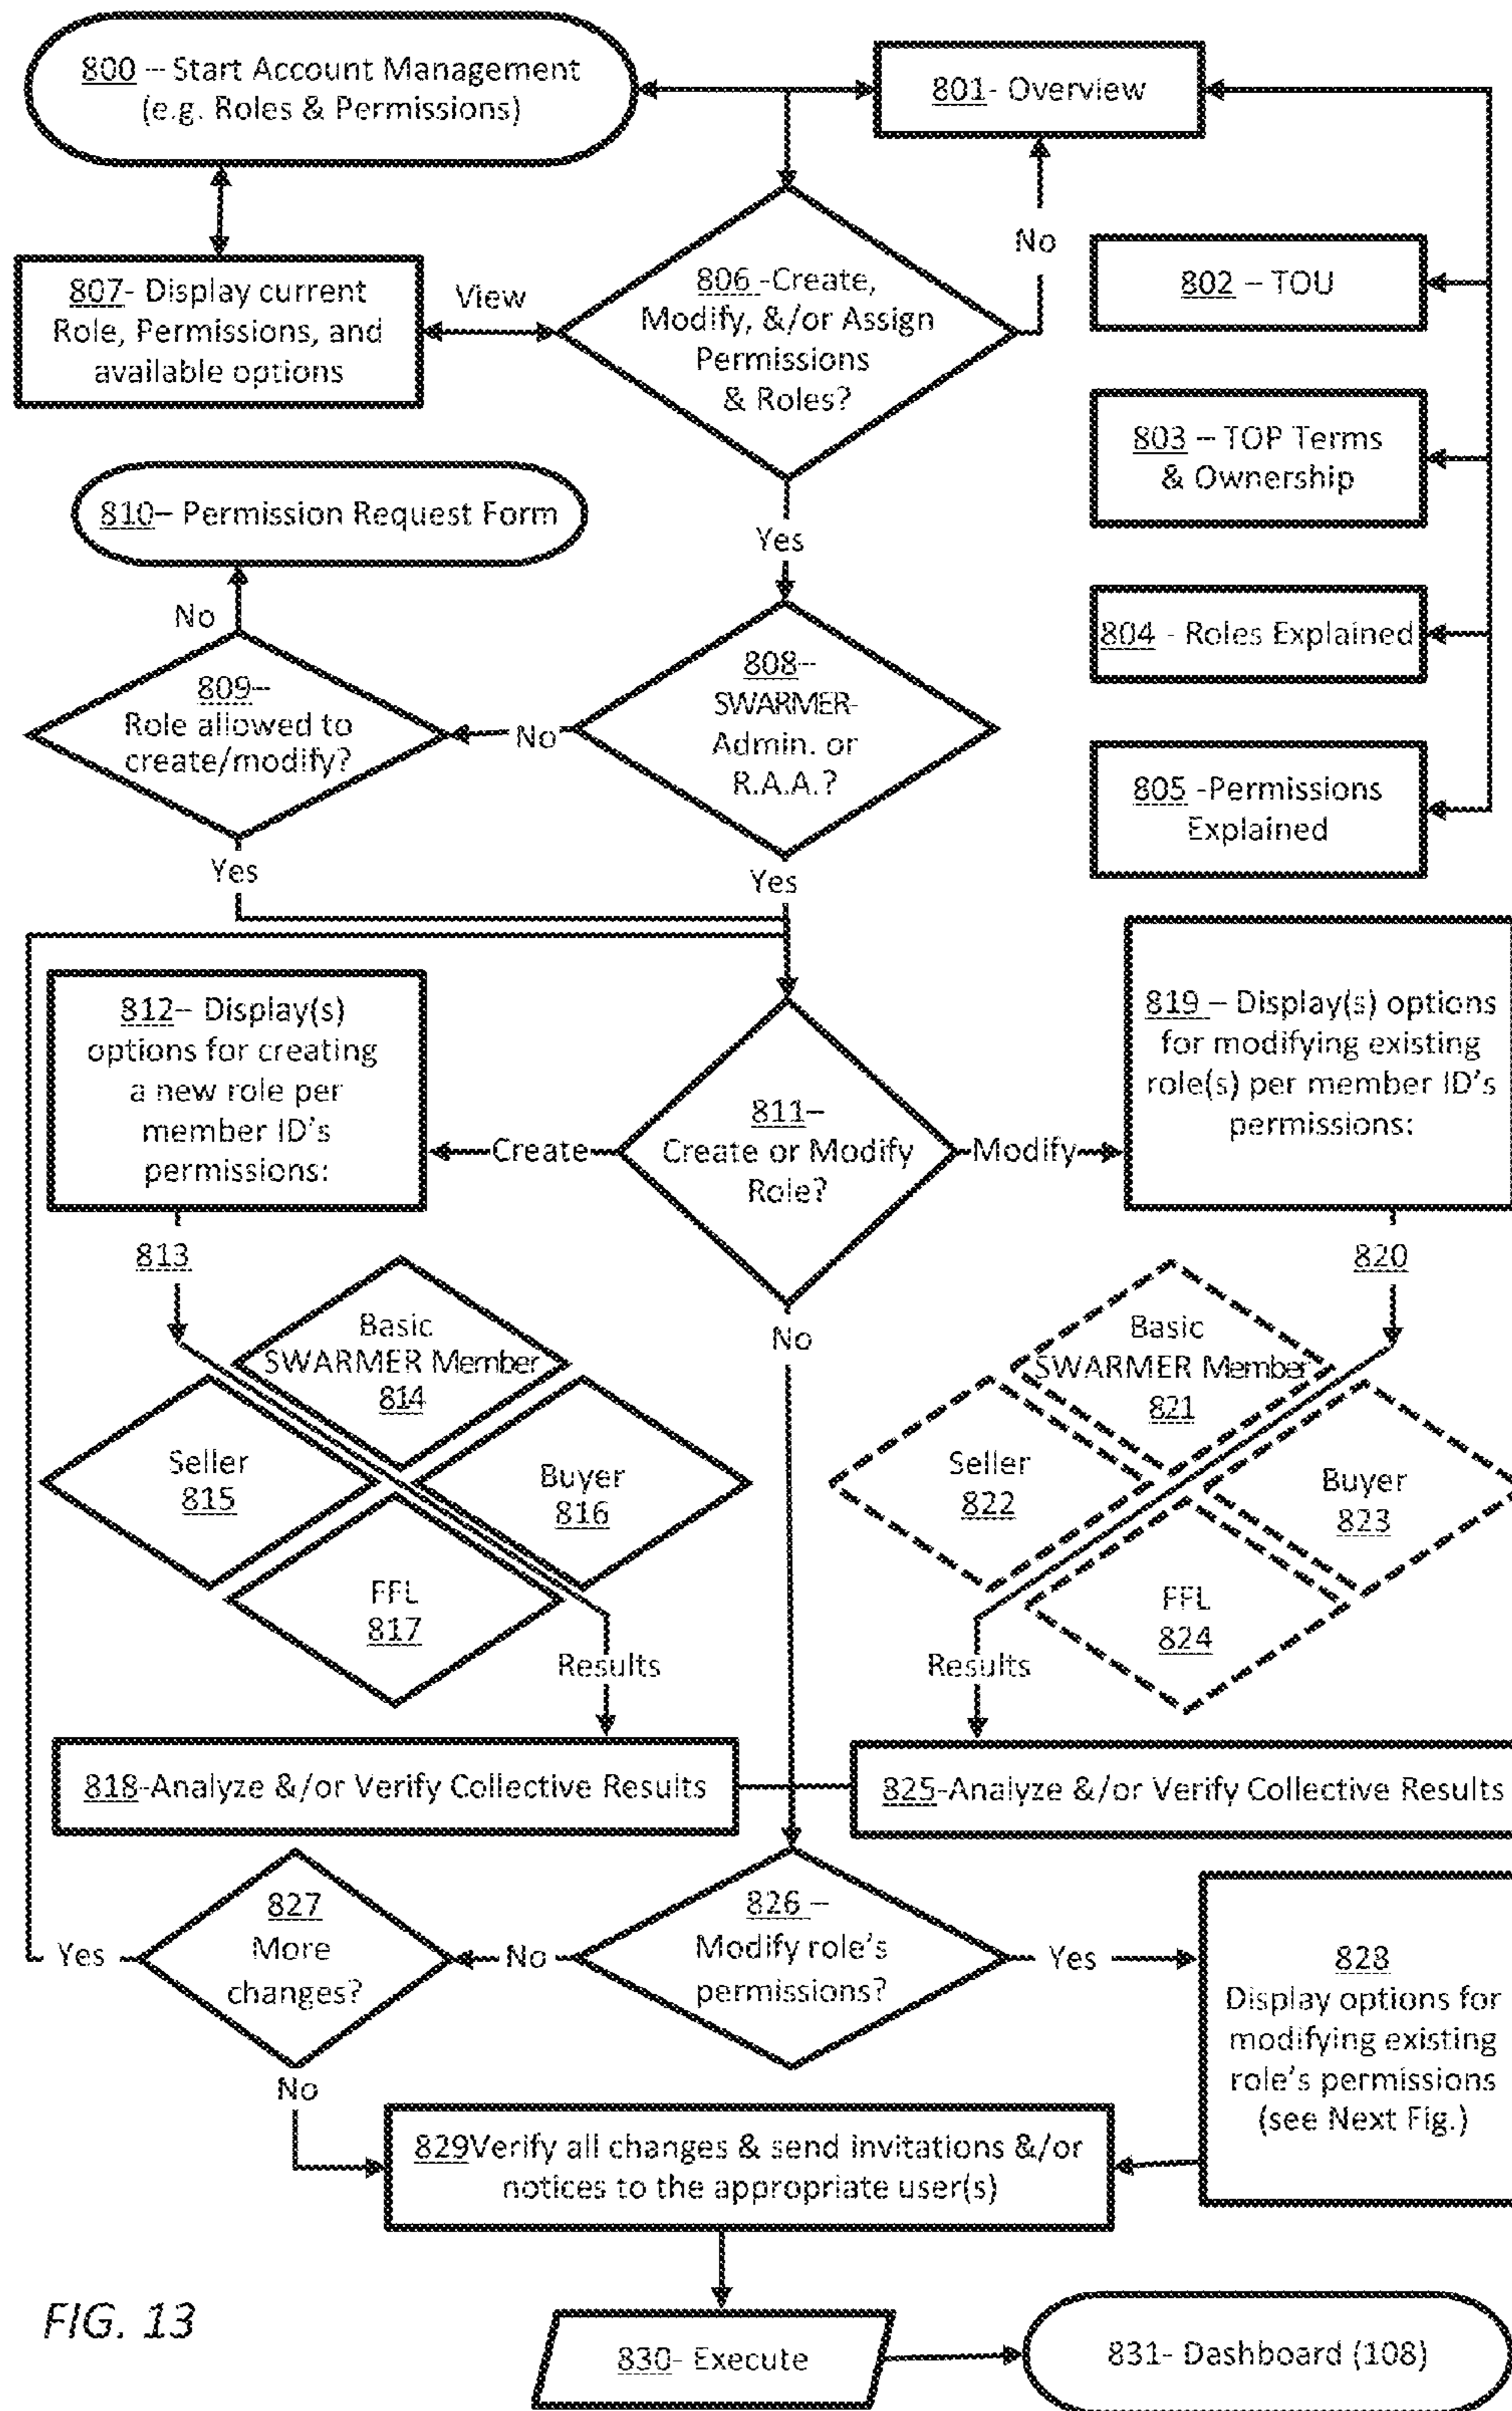 800 – Start Account Management
(e.g. Roles & Permissions)
801- Overview
807- Display current
Role, Permissions, and
available options
View
806 -Create,
Modify, &/or Assign
Permissions
& Roles?
No
802 – TOU
803 – TOP Terms
& Ownership
810– Permission Request Form
Yes
No
804 - Roles Explained
809–
Role allowed to
create/modify?
No
808–
SWARMER-
Admin. or
R.A.A.?
805 -Permissions
Explained
Yes
Yes
812– Display(s)
options for creating
a new role per
member ID's
permissions:
Create
811–
Create or Modify
Role?
Modify
819 – Display(s) options
for modifying existing
role(s) per member ID's
permissions:
813
820
No
Basic
SWARMER Member
814
Seller
815
Buyer
816
FFL
817
Results
Basic
SWARMER Member
821
Seller
822
Buyer
823
FFL
824
Results
818-Analyze &/or Verify Collective Results
825-Analyze &/or Verify Collective Results
Yes
827
More
changes?
No
826 –
Modify role's
permissions?
Yes
828
Display options for
modifying existing
role's permissions
(see Next Fig.)
No
829Verify all changes & send invitations &/or
notices to the appropriate user(s)
FIG. 13
830- Execute
831- Dashboard (108)